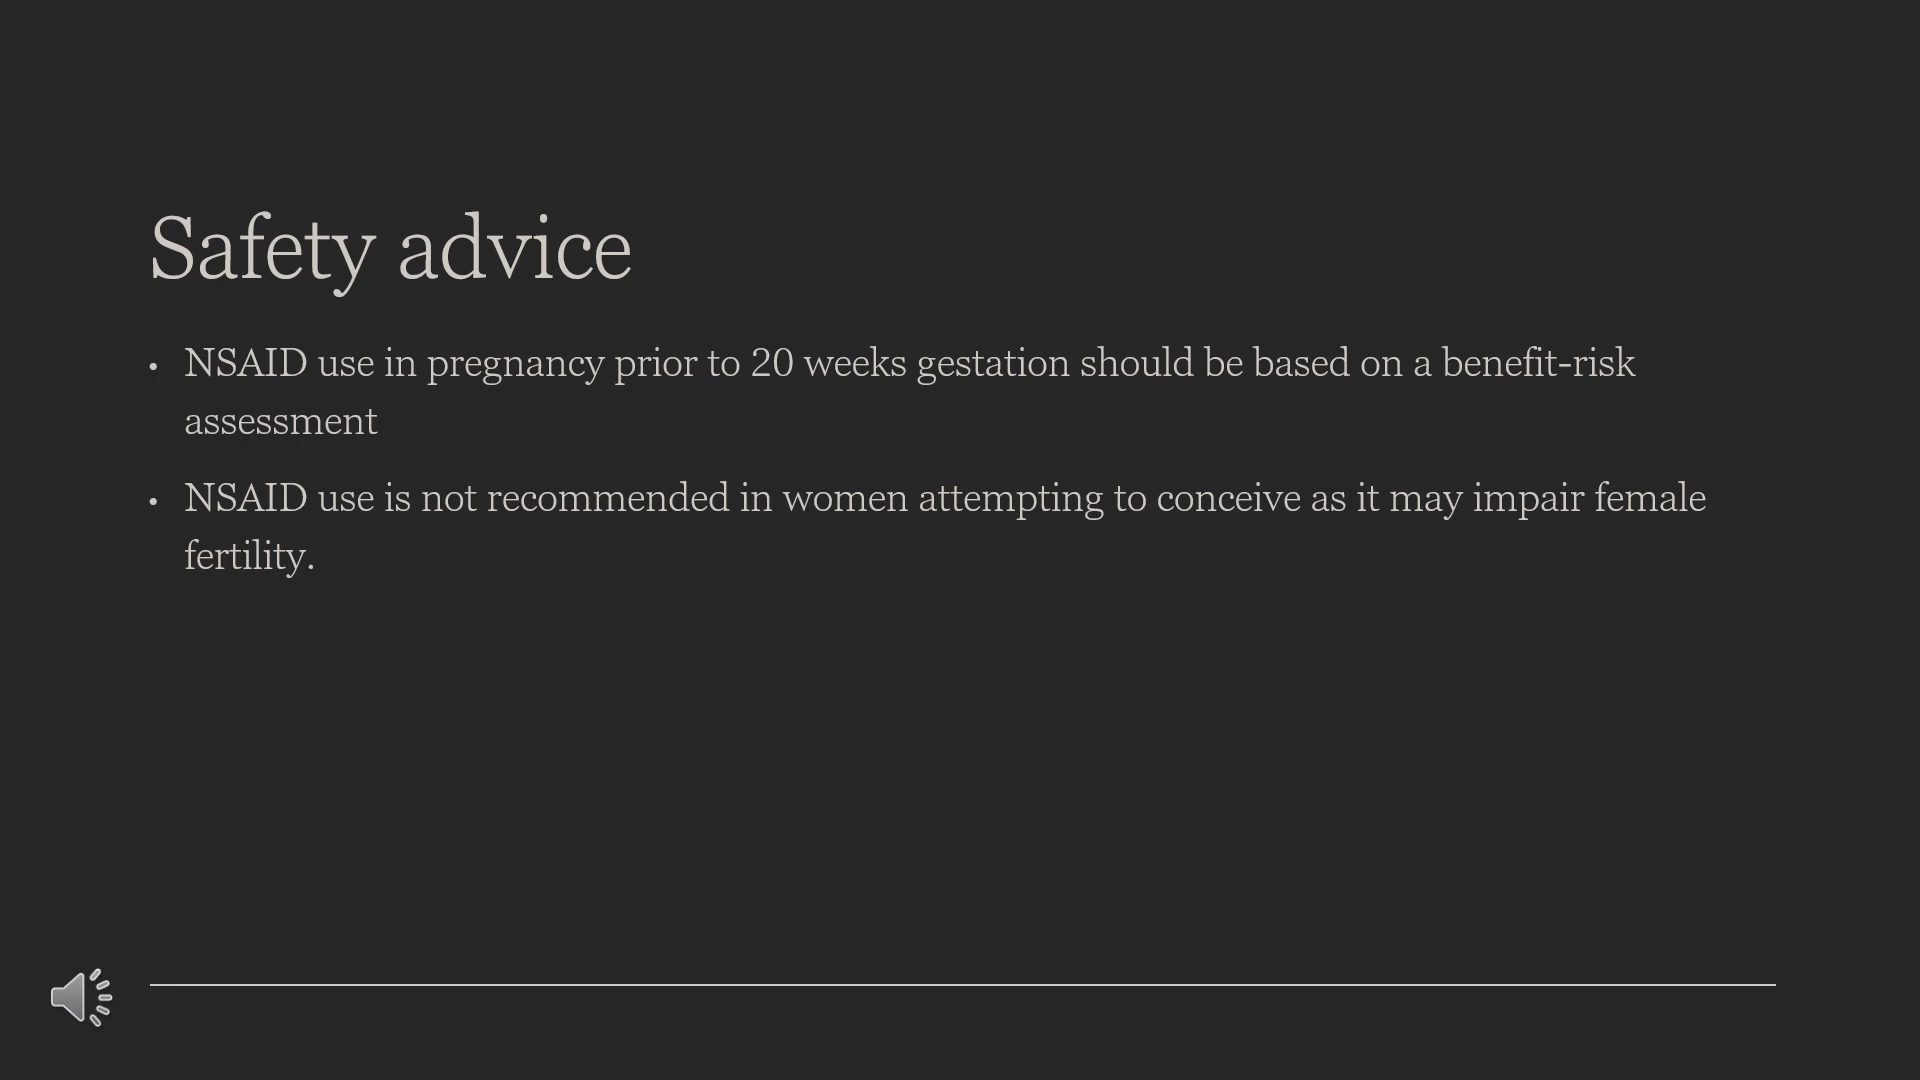 Safety advice
• NSAID use in pregnancy prior to 20 weeks gestation should be based on a benefit-risk
assessment
• NSAID use is not recommended in women attempting to conceive as it may impair female
fertility.